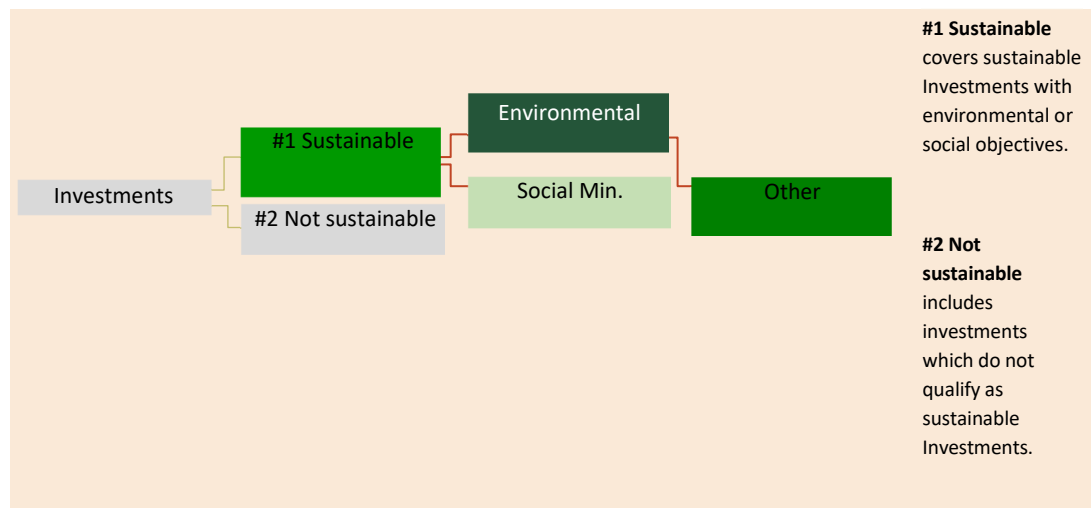 Investments
#1 Sustainable
#2 Not sustainable
Environmental
Social Min.
Other
#1 Sustainable
covers sustainable
Investments with
environmental or
social objectives.
#2 Not
sustainable
includes
investments
which do not
qualify as
sustainable
Investments.